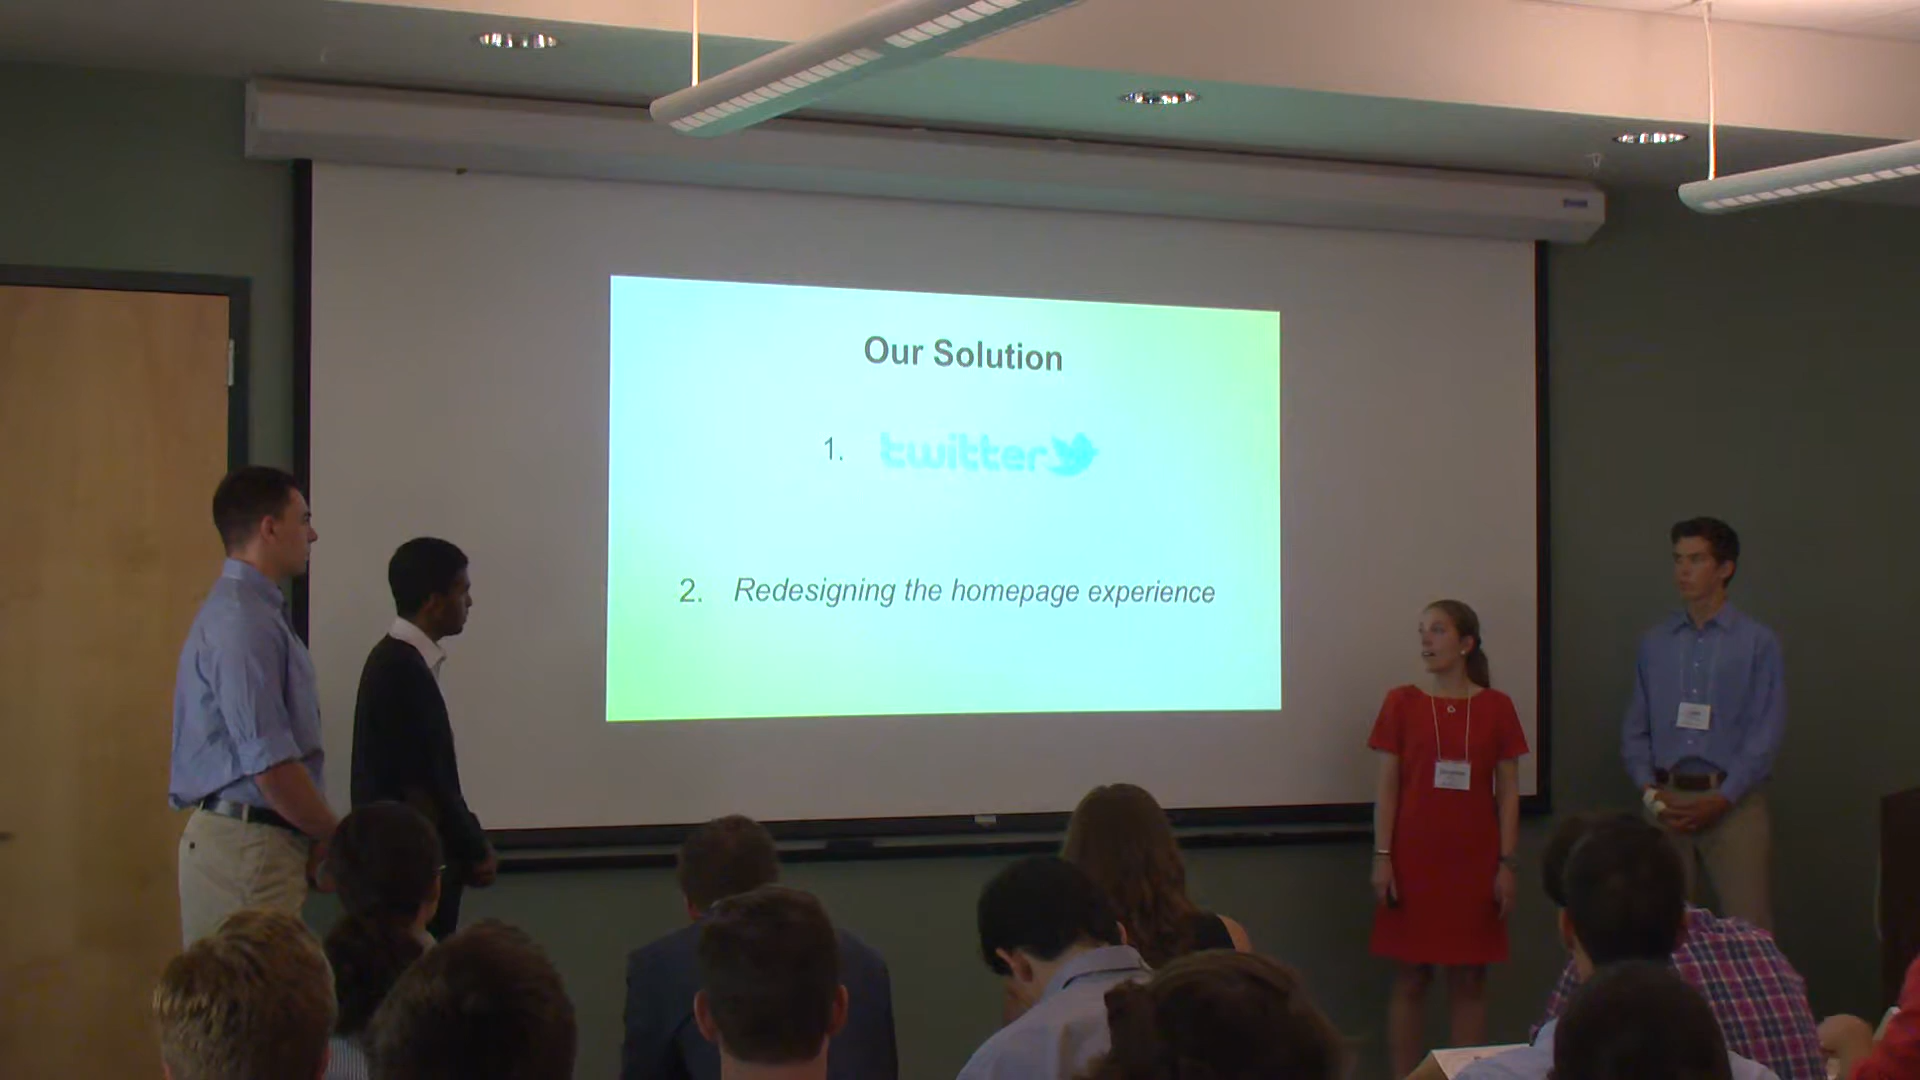 Our Solution
1. twitter
2. Redesigning the homepage experience